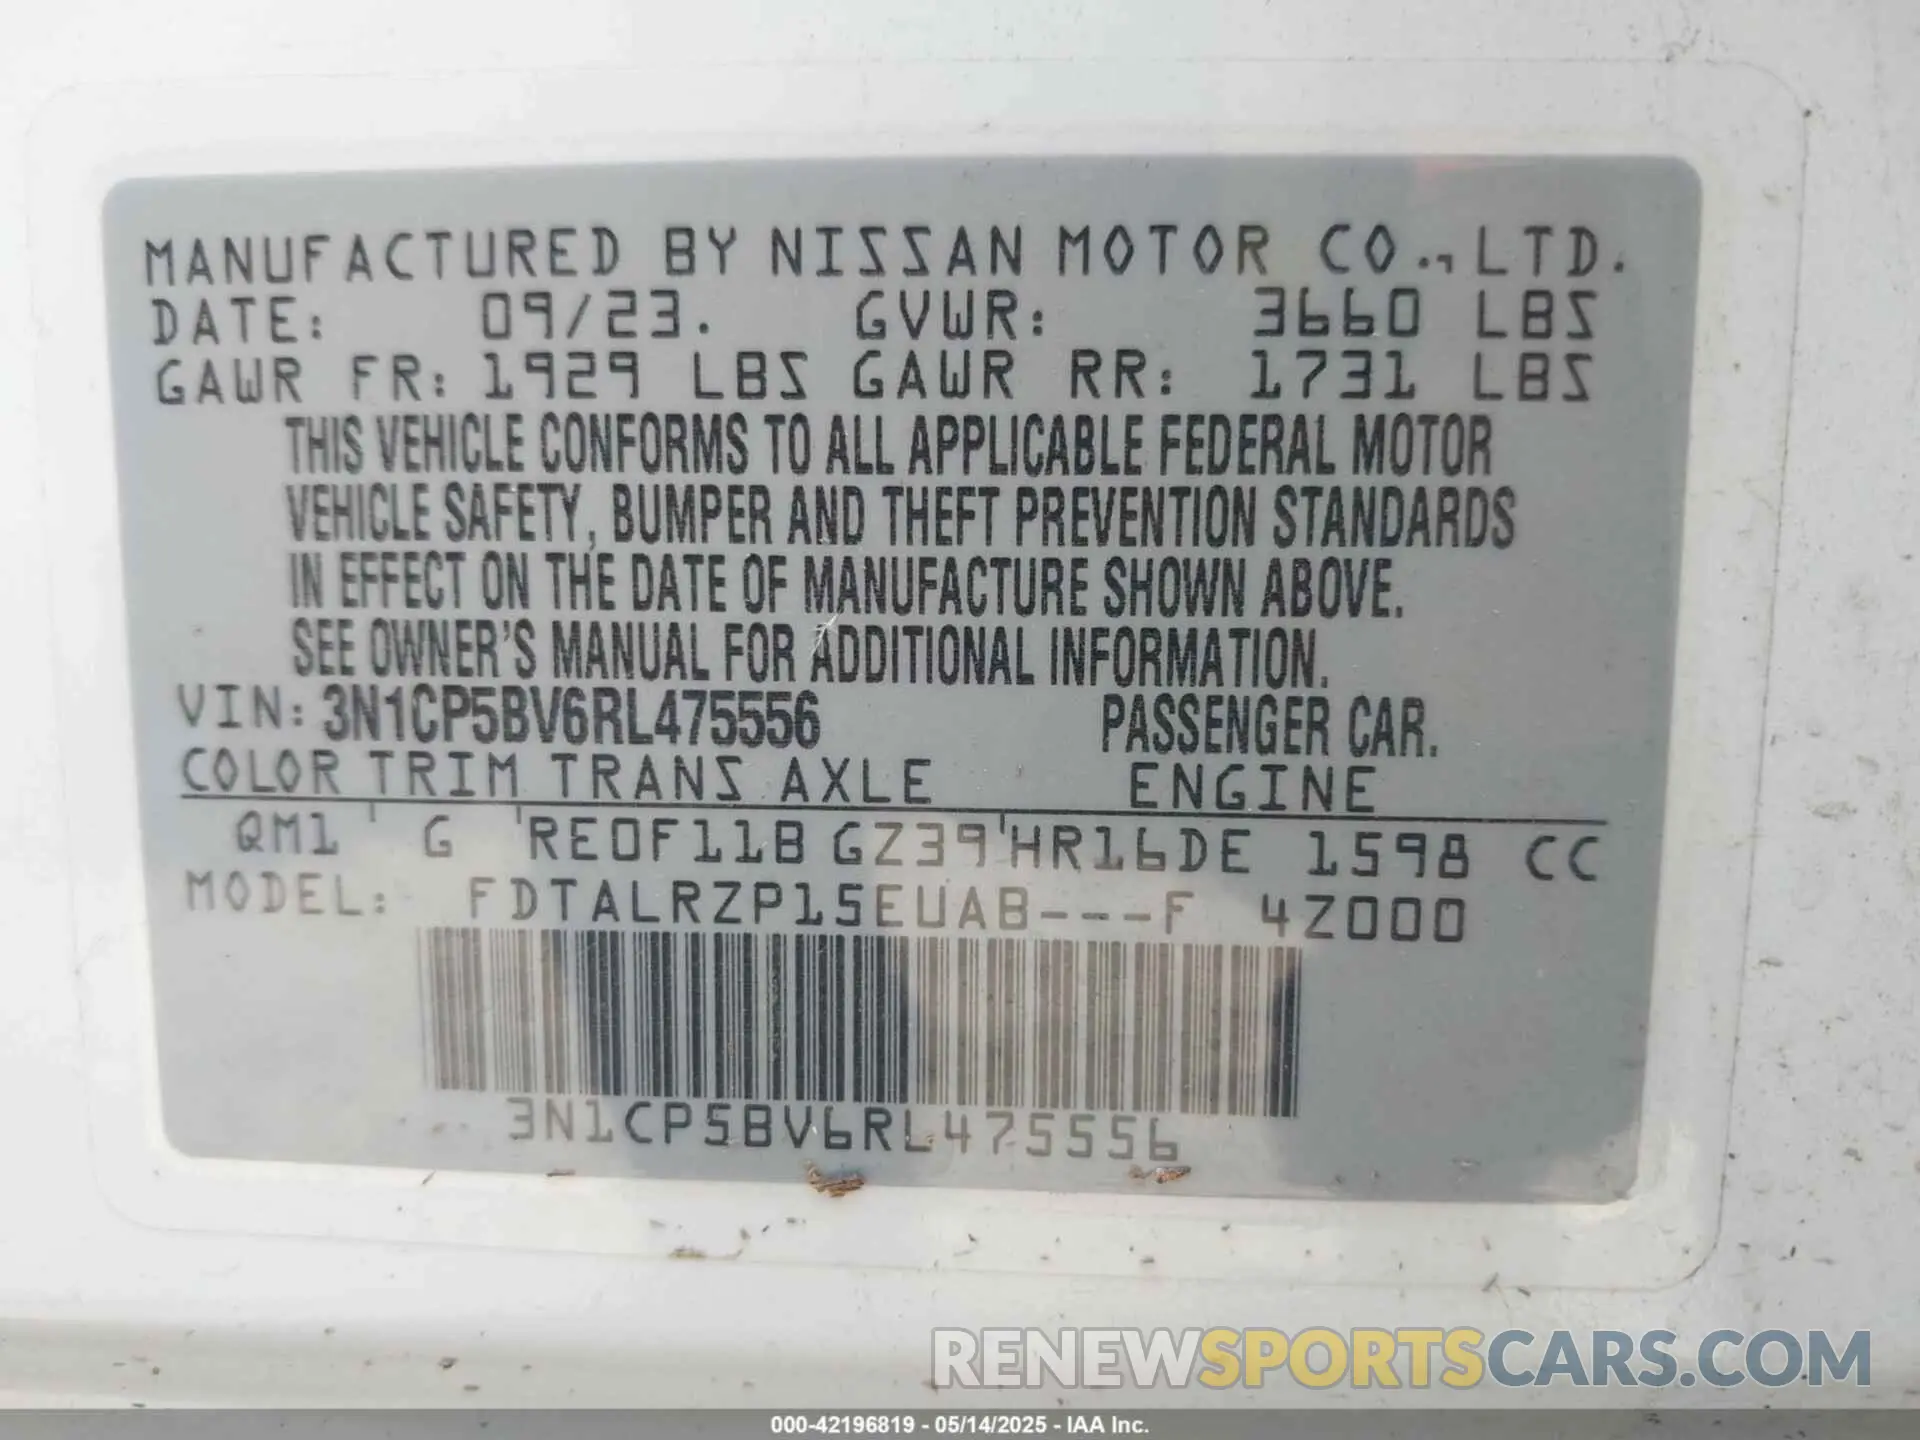 MANUFACTURED BY NISSAN MOTOR CO., LTD.
DATE: 09/23. GVWR: 3660 LBS
GAWR FR: 1929 LBS GAWR RR: 1731 LBS
THIS VEHICLE CONFORMS TO ALL APPLICABLE FEDERAL MOTOR
VEHICLE SAFETY, BUMPER AND THEFT PREVENTION STANDARDS
IN EFFECT ON THE DATE OF MANUFACTURE SHOWN ABOVE.
SEE OWNER'S MANUAL FOR ADDITIONAL INFORMATION.
VIN: 3N1CP5BV6RL475556 PASSENGER CAR.
COLOR TRIM TRANS AXLE ENGINE
QM1 G RE0F11B GZ39 HR16DE 1598 CC
MODEL: FDTALRZP15EUAB---F 4Z000
3N1CP5BV6RL475556
RENEWSPORTSCARS.COM
000-42196819 - 05/14/2025 - IAA Inc.